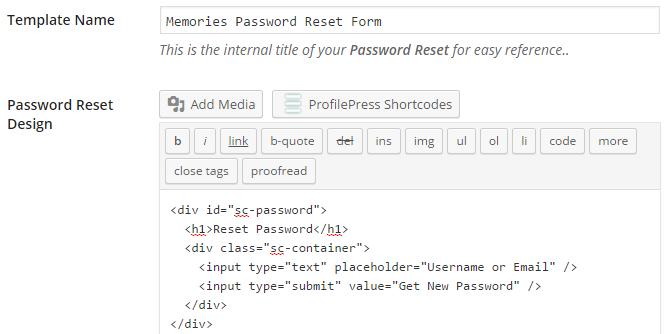 Template Name
Memories Password Reset Form
This is the internal title of your Password Reset for easy reference..
Password Reset
Design
Add Media
ProfilePress Shortcodes
b
i
link
b-quote
del
ins
img
ul
ol
li
code
more
close tags
proofread
<div id="sc-password">
<h1>Reset Password</h1>
<div class="sc-container">
<input type="text" placeholder="Username or Email" />
<input type="submit" value="Get New Password" />
</div>
</div>